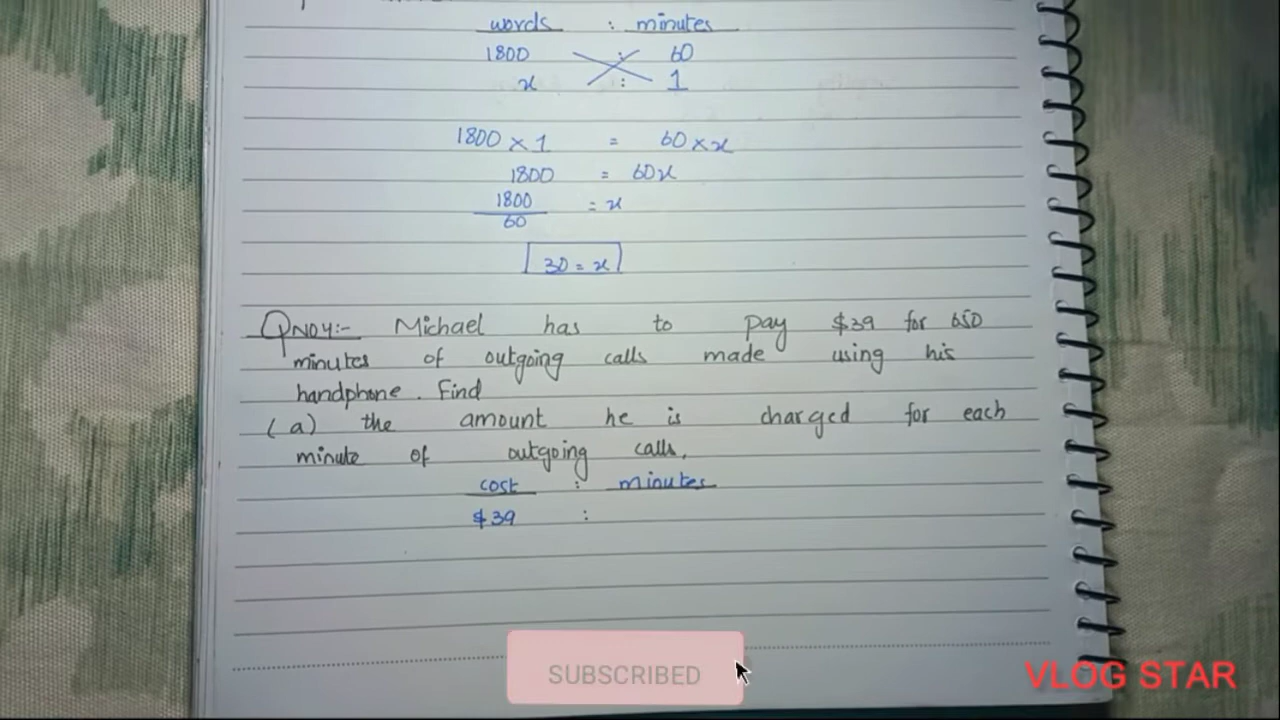 words : minutes
1800 : 60
x : 1
1800 × 1 = 60 × x
1800 = 60x
1800 = x
60
30 = x
QNO4:- Michael has to pay $39 for 650
minutes of outgoing calls made using his
handphone. Find
(a) the amount he is charged for each
minute of outgoing calls,
cost : minutes
$39 :
SUBSCRIBED
VLOG STAR